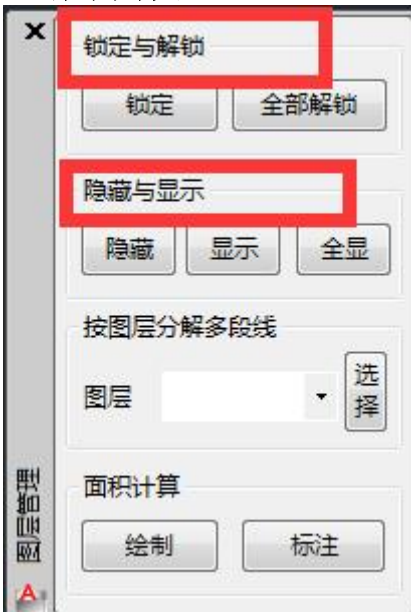 锁定与解锁
锁定 全部解锁
隐藏与显示
隐藏 显示 全显
按图层分解多段线
图层 选择
面积计算
绘制 标注
图层管理